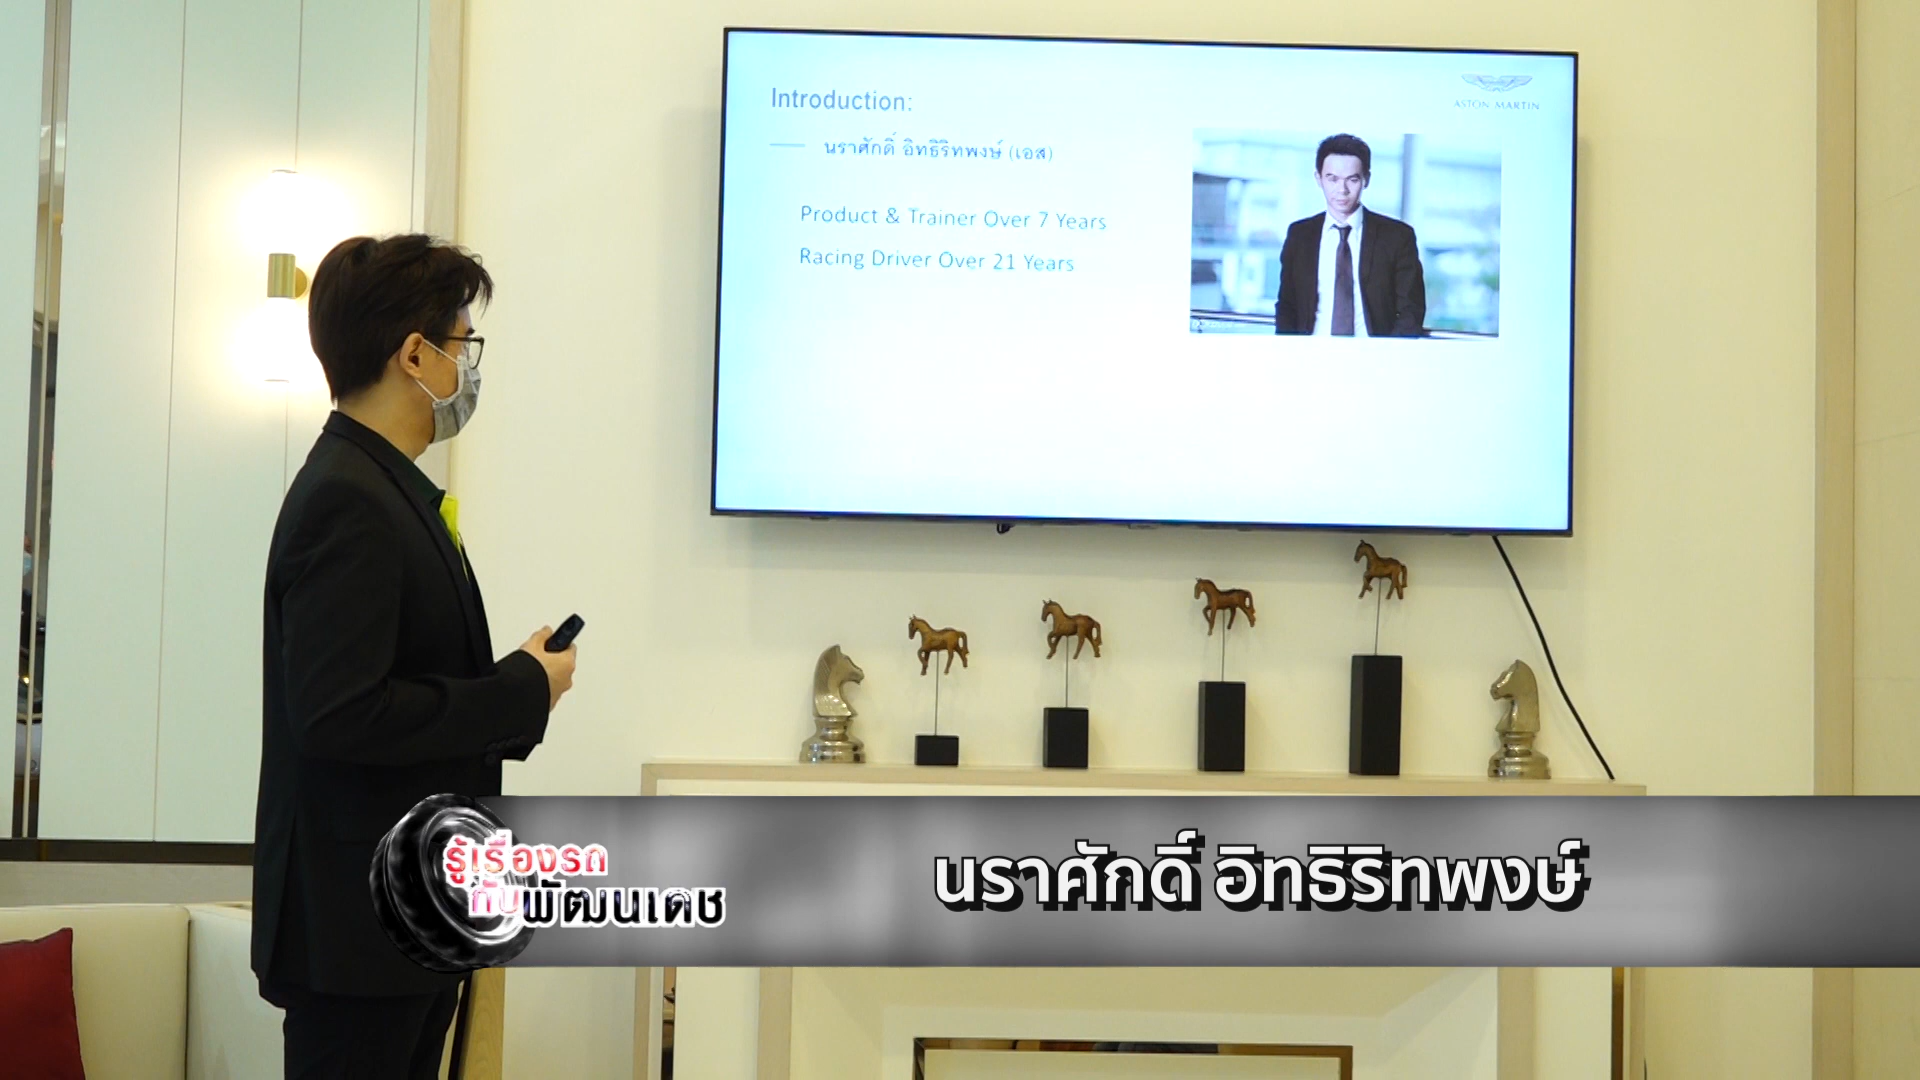 Introduction:
ASTON MARTIN
นราศักดิ์ อิทธิริทพงษ์ (เอส)
Product & Trainer Over 7 Years
Racing Driver Over 21 Years
รู้เรื่องรถ
กับพัฒนเดช
นราศักดิ์ อิทธิริทพงษ์